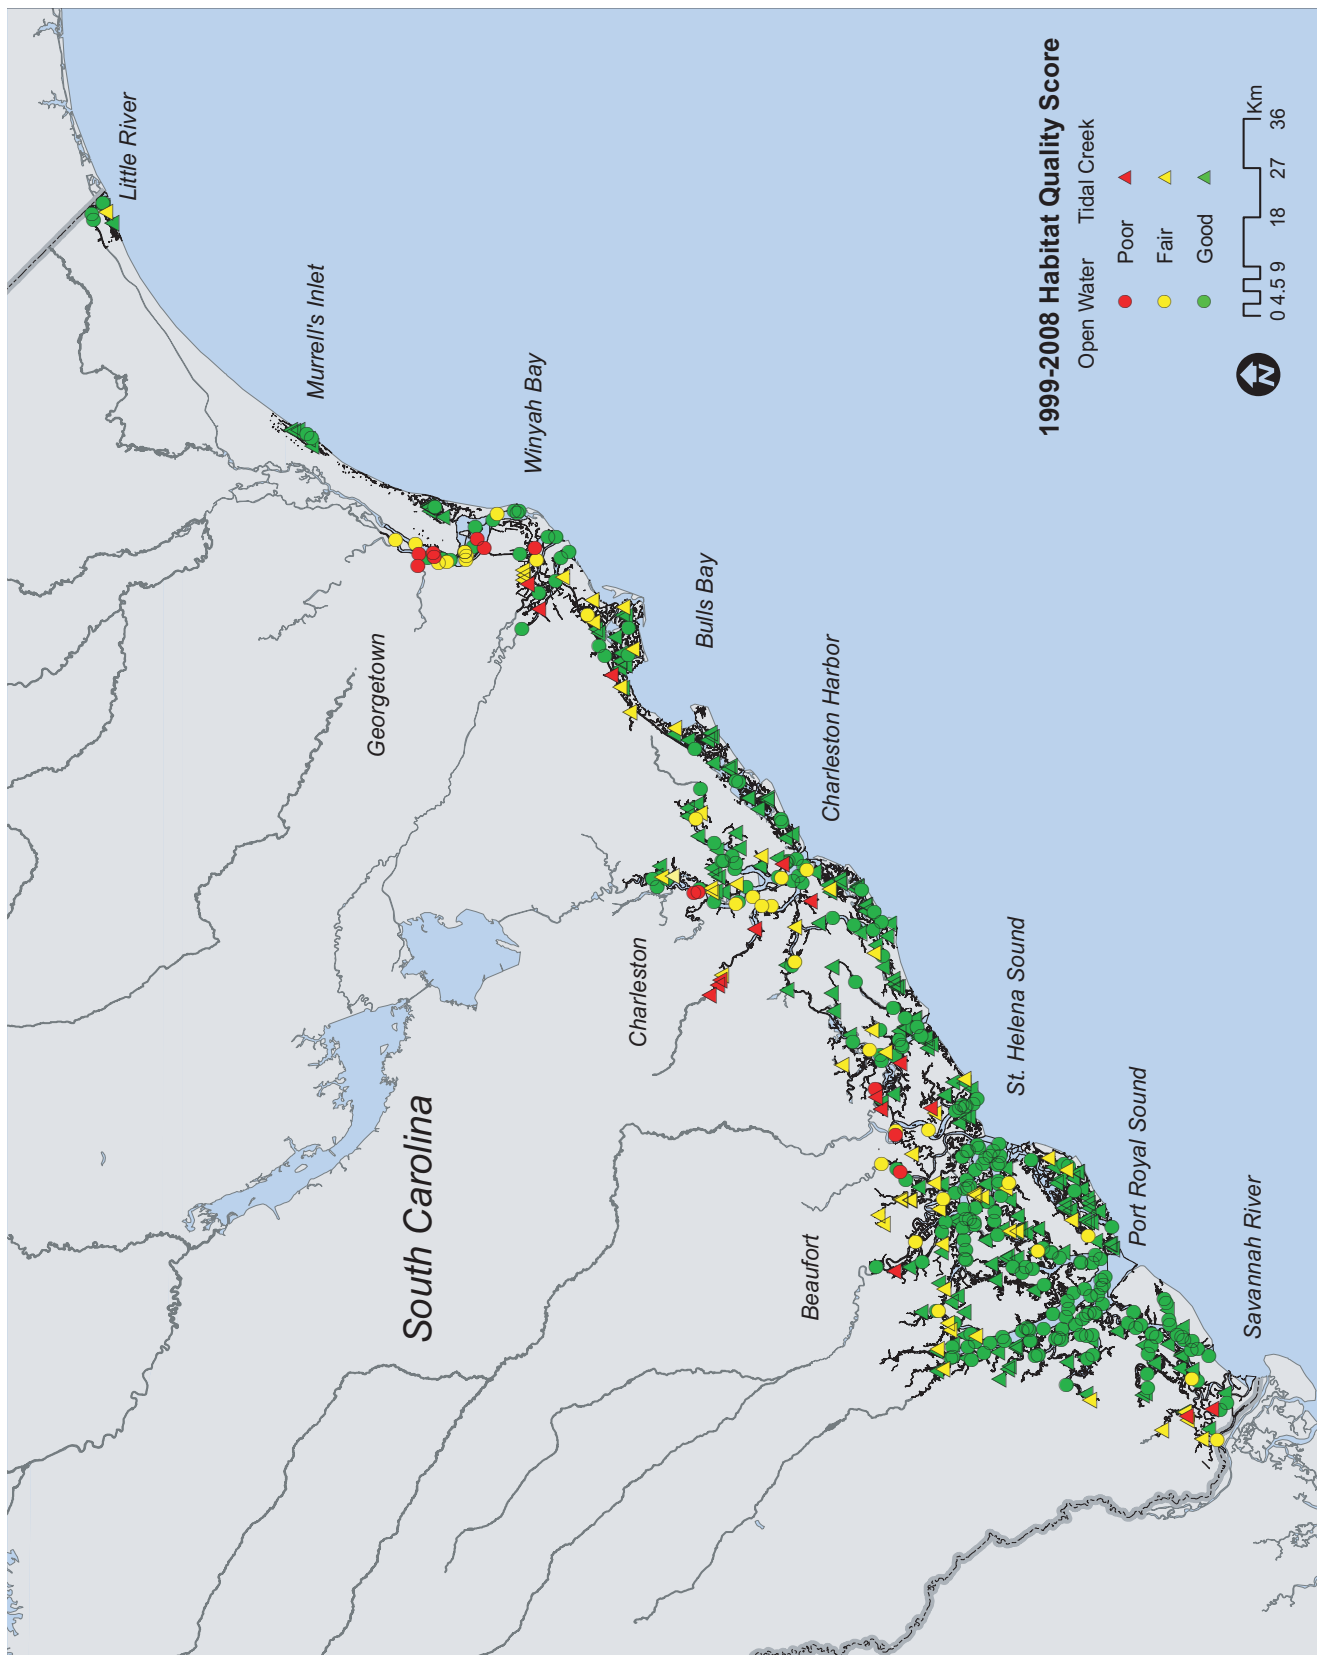 Little River
Murrell's Inlet
Winyah Bay
Georgetown
Bulls Bay
Charleston Harbor
Charleston
St. Helena Sound
South Carolina
Port Royal Sound
Beaufort
Savannah River
1999-2008 Habitat Quality Score
Open Water Tidal Creek
Poor
Fair
Good
0 4.5 9 18 27 36 Km
N